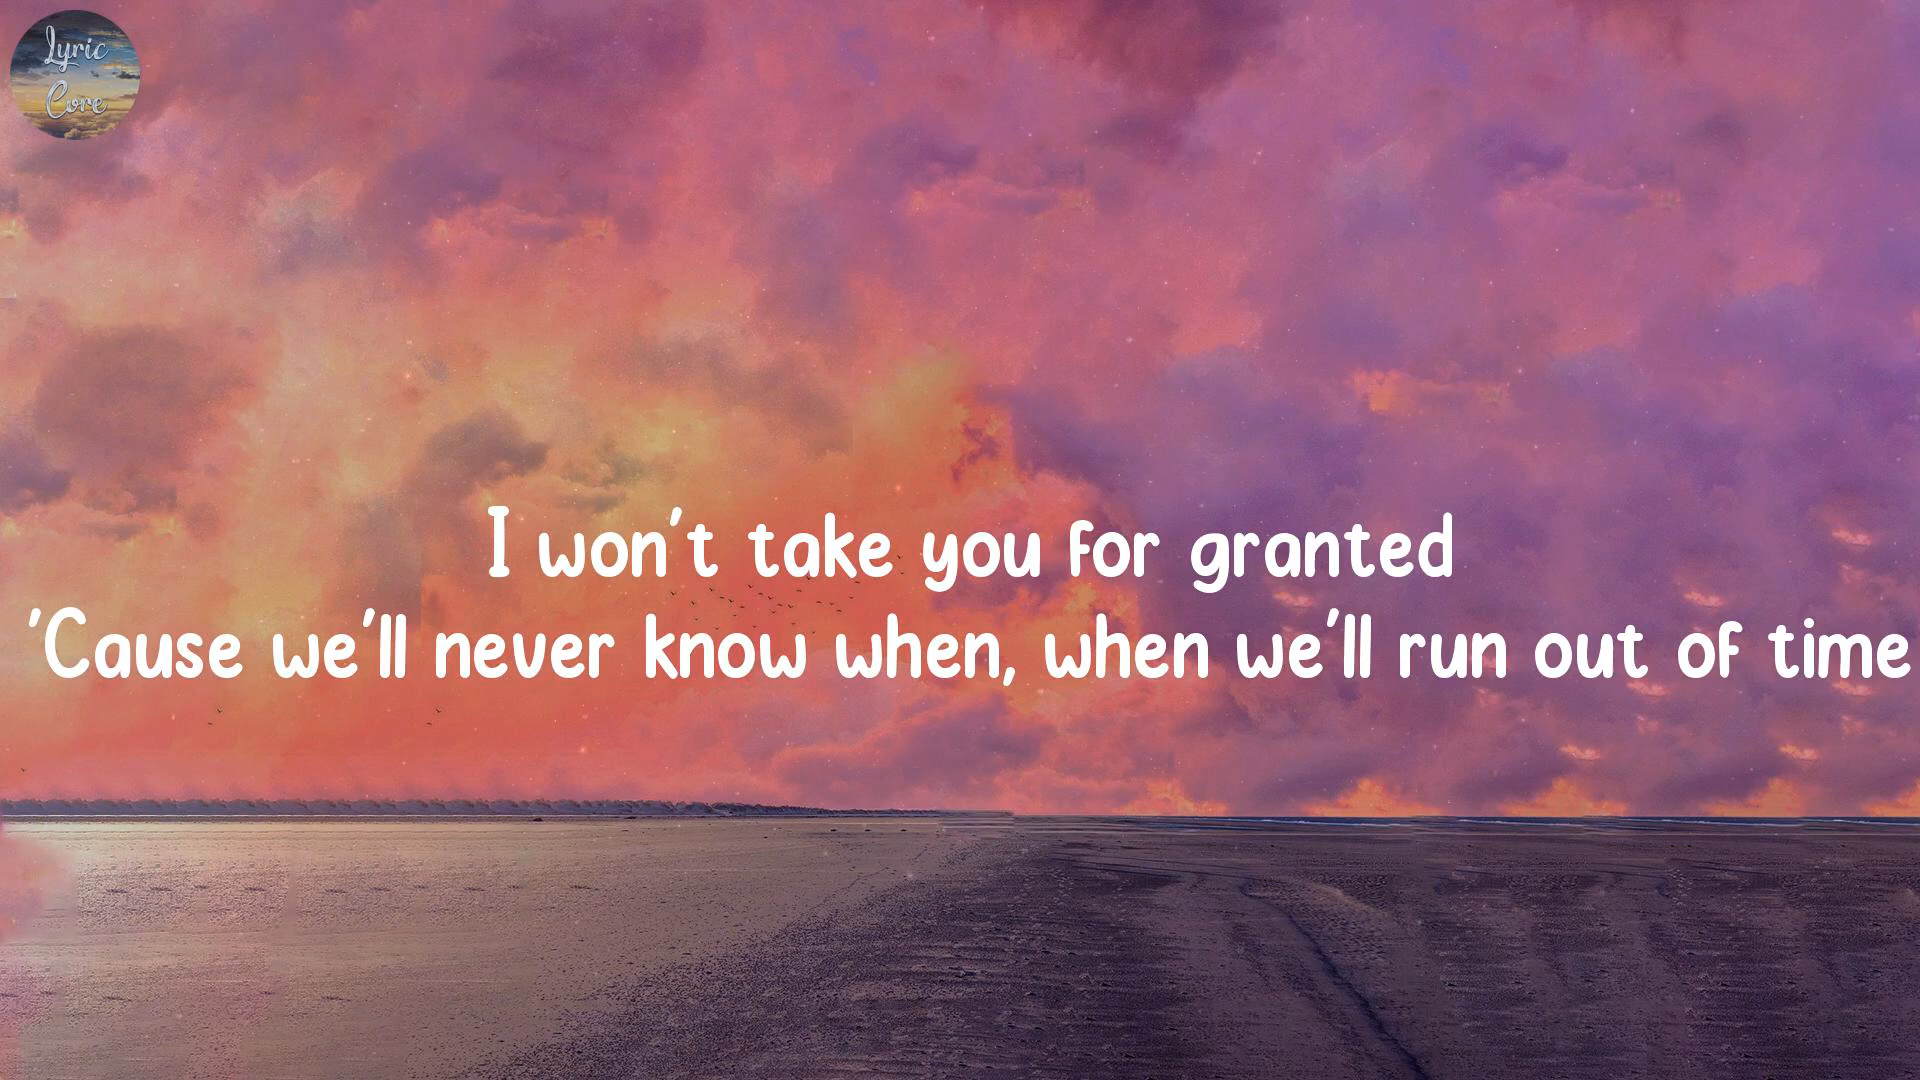 Lyric
Core
I won't take you for granted
'Cause we'll never know when, when we'll run out of time